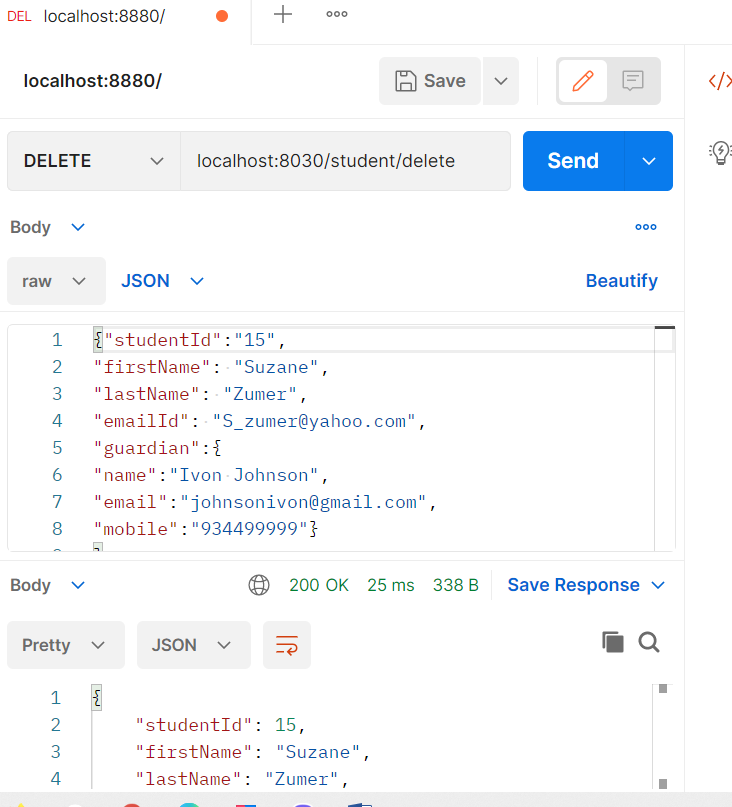 DEL localhost:8880/
localhost:8880/
Save
DELETE localhost:8030/student/delete Send
Body
raw JSON Beautify
1 {"studentId":"15",
2 "firstName": "Suzane",
3 "lastName": "Zumer",
4 "emailId": "S_zumer@yahoo.com",
5 "guardian":{
6 "name":"Ivon Johnson",
7 "email":"johnsonivon@gmail.com",
8 "mobile":"934499999"}
Body 200 OK 25 ms 338 B Save Response
Pretty JSON
1 {
2 "studentId": 15,
3 "firstName": "Suzane",
4 "lastName": "Zumer",